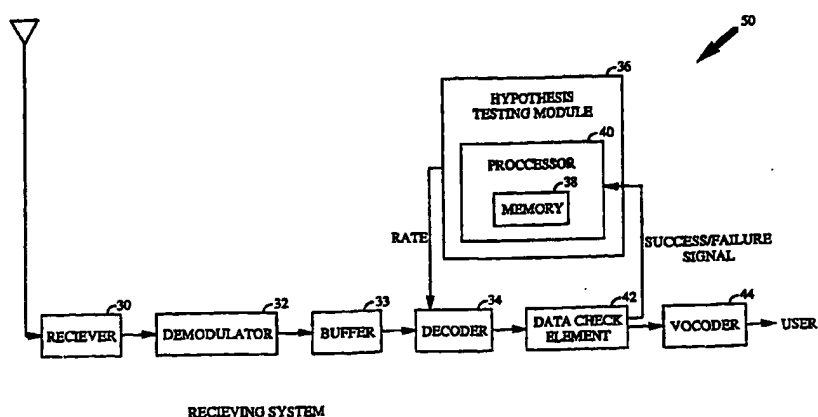 50
36
HYPOTHESIS
TESTING MODULE
40
PROCCESSOR
38
MEMORY
RATE
SUCCESS/FAILURE
SIGNAL
30
RECIEVER
32
DEMODULATOR
33
BUFFER
34
DECODER
42
DATA CHECK
ELEMENT
44
VOCODER
USER
RECIEVING SYSTEM